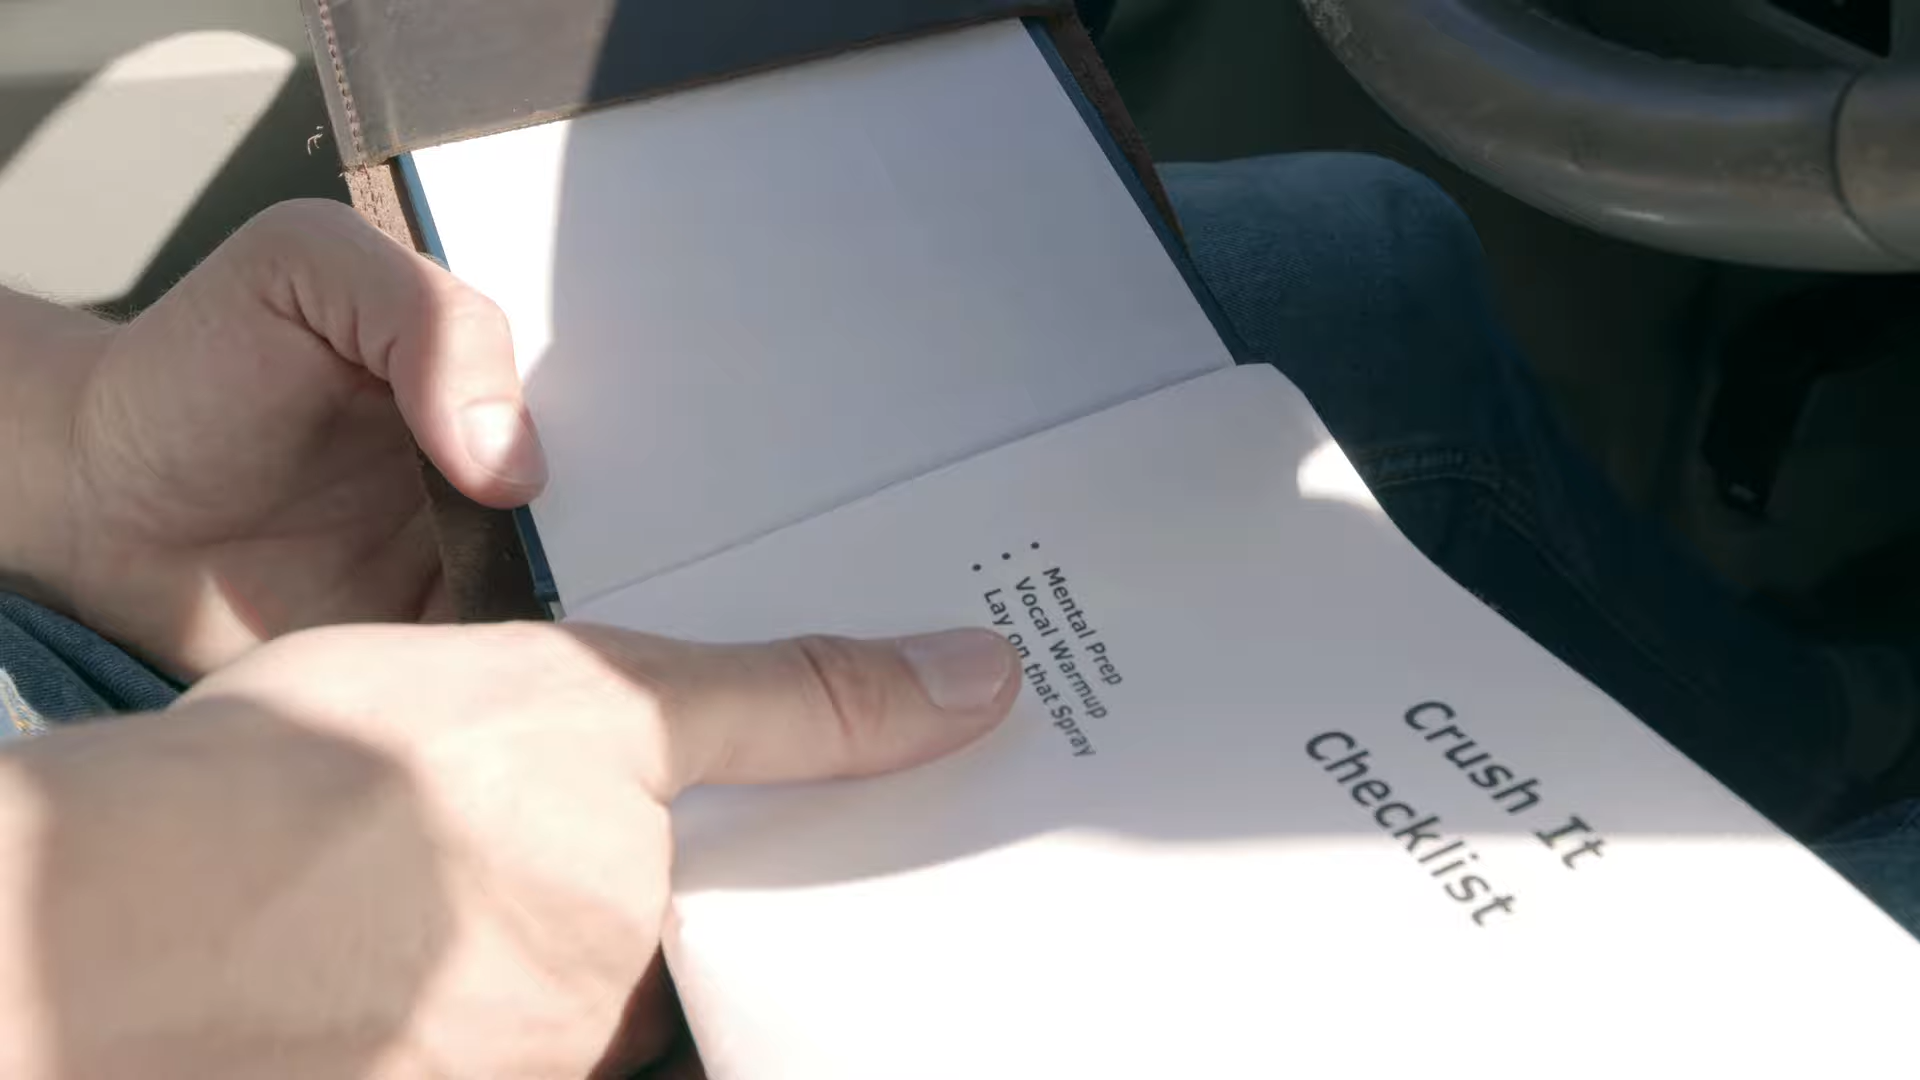 Crush It
Checklist
• Mental Prep
• Vocal Warmup
• Lay on that Spray